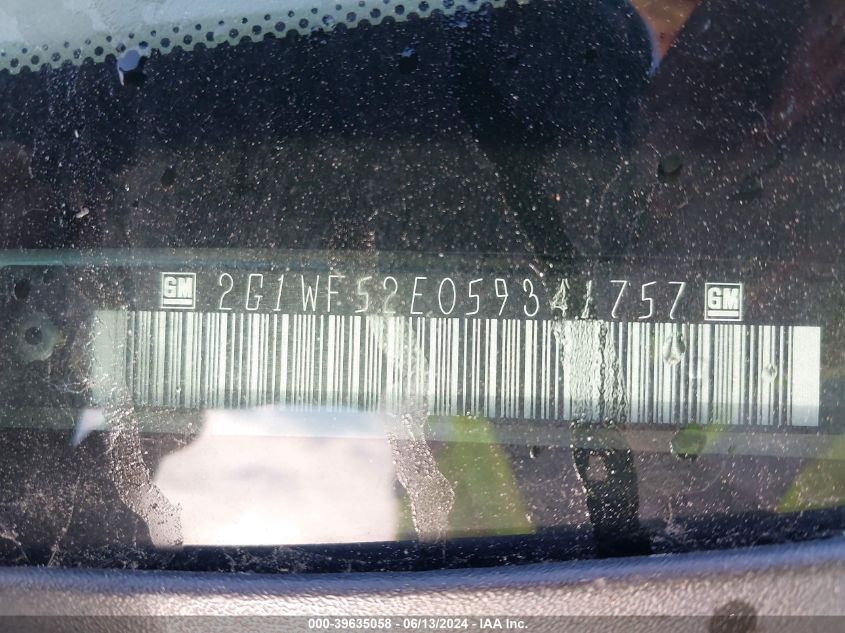 GM 2G1WF52E059341757 GM
000-39635058 - 06/13/2024 - IAA Inc.